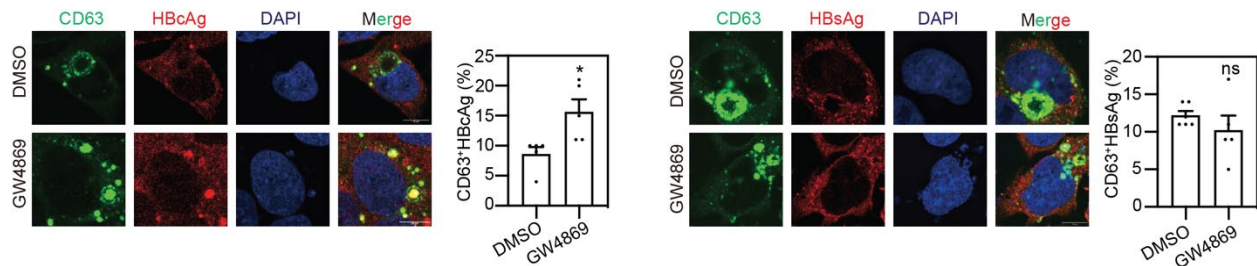 CD63 HBcAg DAPI Merge
DMSO
GW4869
CD63+HBcAg (%)
25
20
15
10
5
0
*
DMSO
GW4869
CD63 HBsAg DAPI Merge
DMSO
GW4869
CD63+HBsAg (%)
20
15
10
5
0
ns
DMSO
GW4869